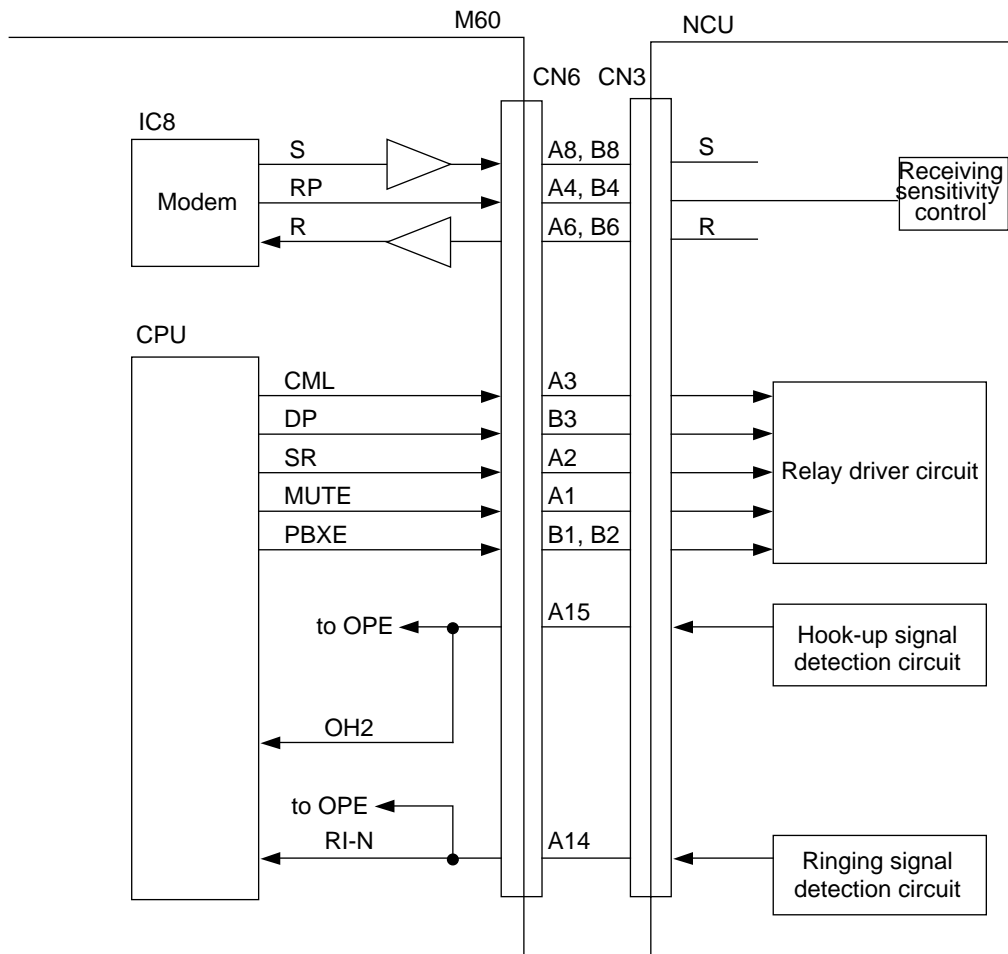 M60
NCU
CN6 CN3
IC8
Modem
S
RP
R
A8, B8
A4, B4
A6, B6
S
R
Receiving
sensitivity
control
CPU
CML
DP
SR
MUTE
PBXE
A3
B3
A2
A1
B1, B2
Relay driver circuit
to OPE
A15
Hook-up signal
detection circuit
OH2
to OPE
RI-N
A14
Ringing signal
detection circuit